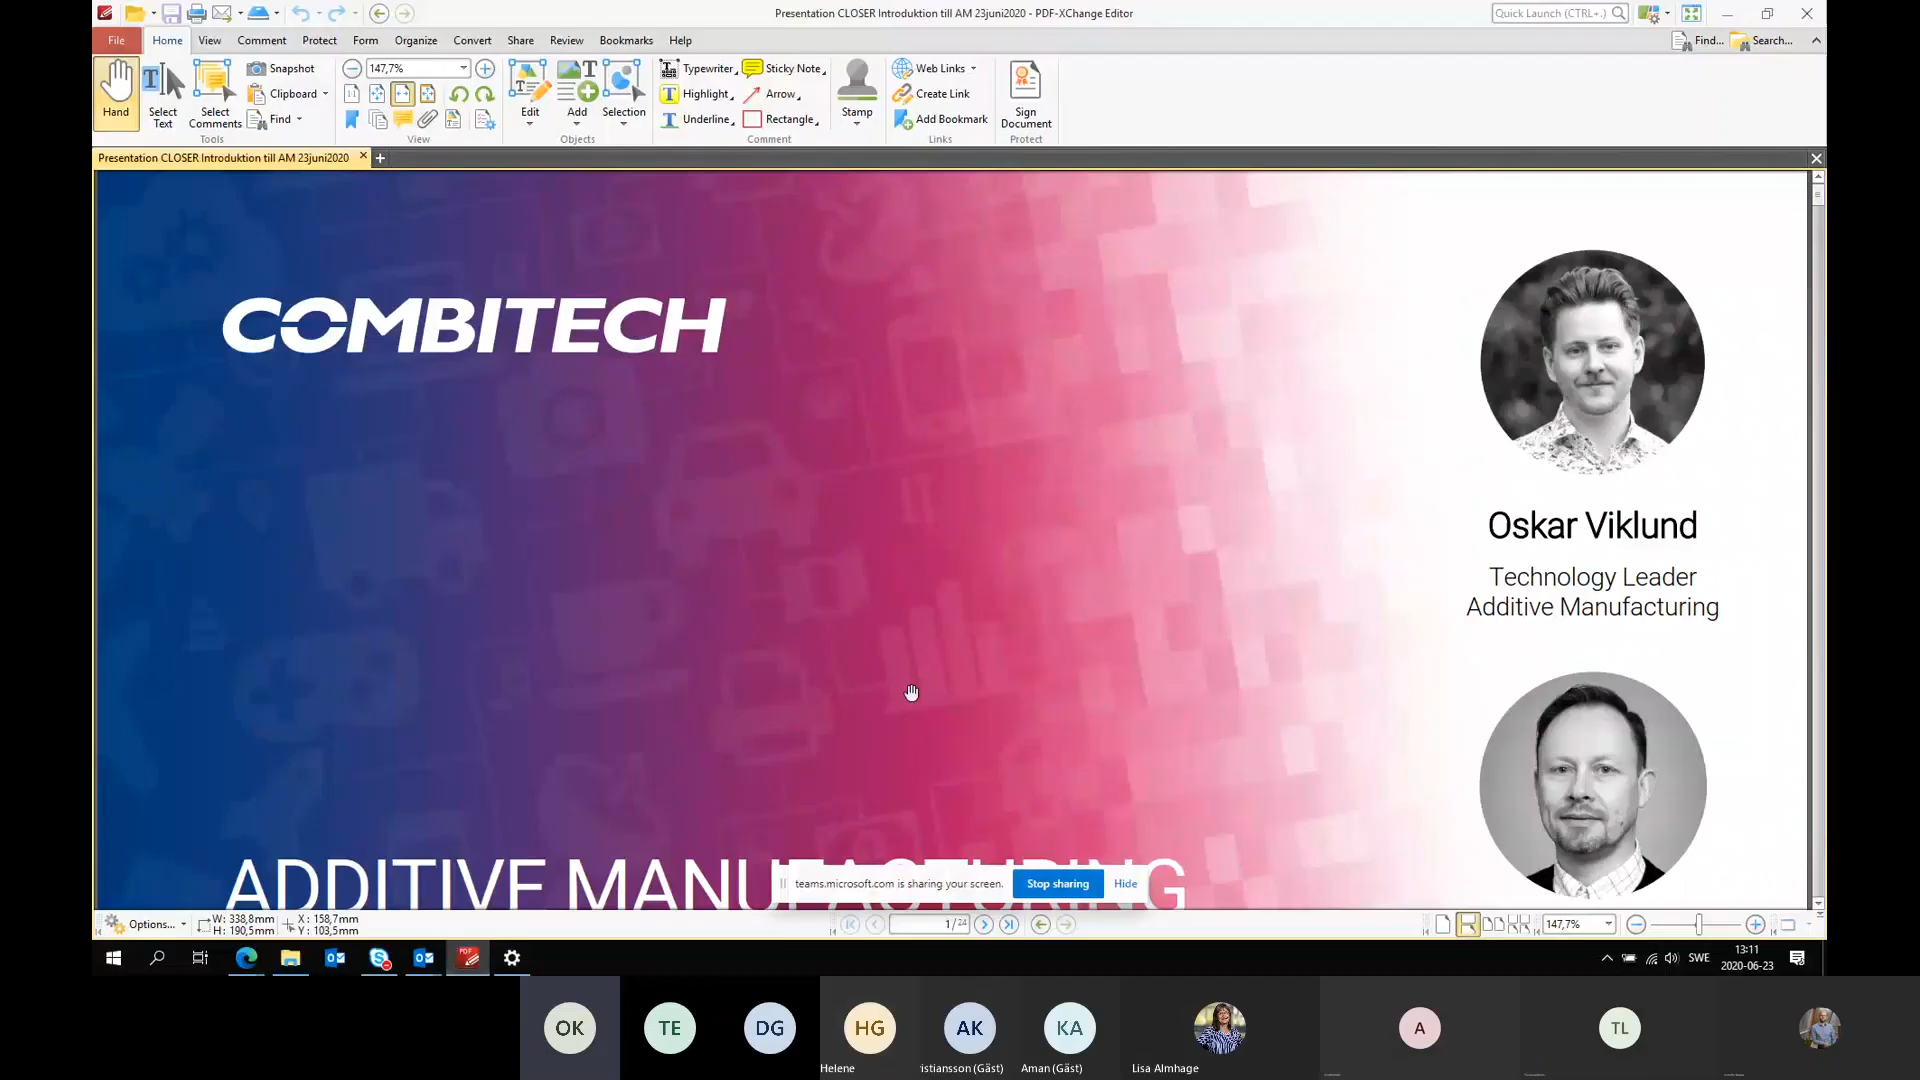 Presentation CLOSER Introduktion till AM 23juni2020 - PDF-XChange Editor
Quick Launch (CTRL+.)
File Home View Comment Protect Form Organize Convert Share Review Bookmarks Help
Find... Search...
Hand
Select Text
Select Comments
Snapshot
Clipboard
Find
Tools
147,7%
View
Edit
Add
Selection
Objects
Typewriter
Highlight
Underline
Sticky Note
Arrow
Rectangle
Stamp
Comment
Web Links
Create Link
Add Bookmark
Links
Sign Document
Protect
Presentation CLOSER Introduktion till AM 23juni2020
COMBITECH
Oskar Viklund
Technology Leader
Additive Manufacturing
ADDITIVE MANUFACTURING
teams.microsoft.com is sharing your screen.
Stop sharing
Hide
Options...
W: 338,8mm
H: 190,5mm
X: 158,7mm
Y: 103,5mm
1/24
147,7%
SWE
13:11
2020-06-23
OK
TE
DG
HG
AK
KA
A
TL
Helene
istiansson (Gäst)
Aman (Gäst)
Lisa Almhage